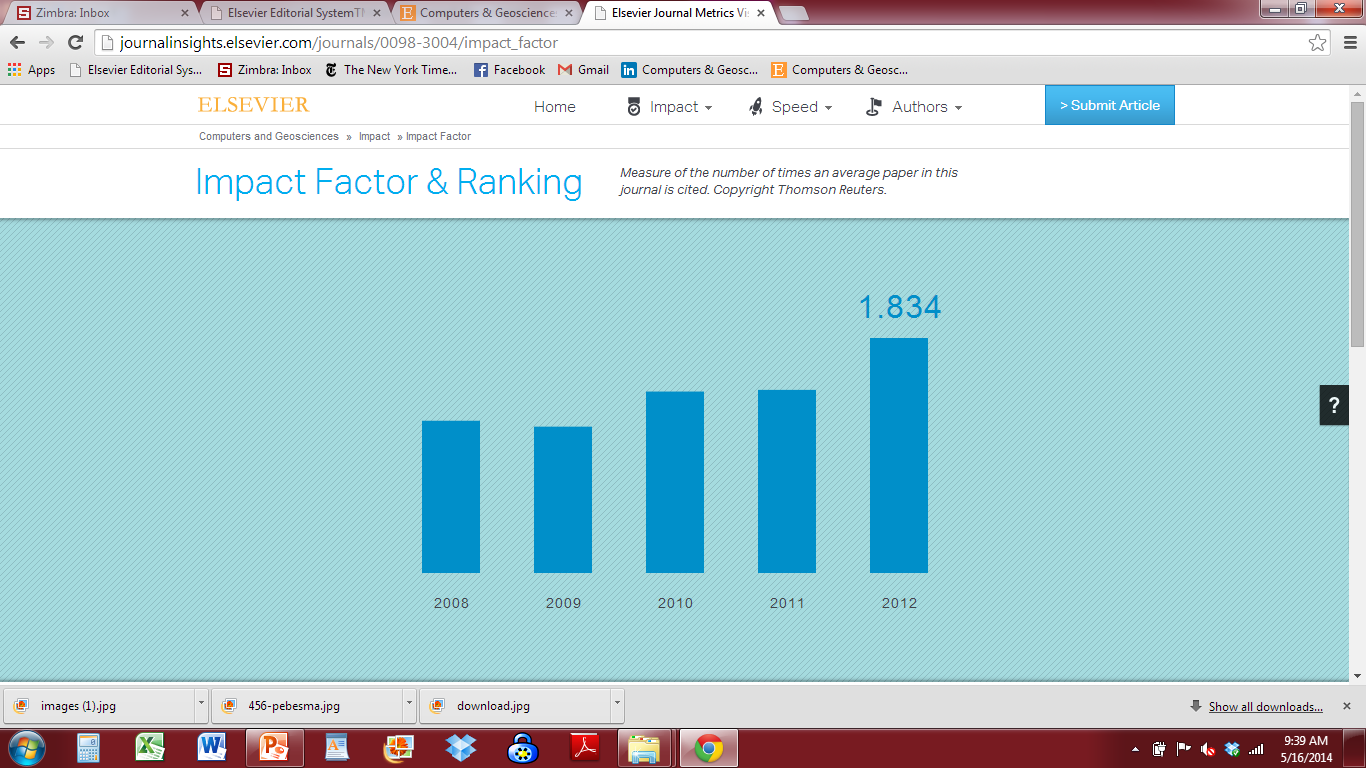 Zimbra: Inbox
Elsevier Editorial SystemT
Computers & Geoscience
Elsevier Journal Metrics Vi
journalinsights.elsevier.com/journals/0098-3004/impact_factor
Apps Elsevier Editorial Sys... Zimbra: Inbox The New York Time... Facebook Gmail Computers & Geosc... Computers & Geosc...
ELSEVIER Home Impact Speed Authors > Submit Article
Computers and Geosciences » Impact » Impact Factor
Impact Factor & Ranking
Measure of the number of times an average paper in this
journal is cited. Copyright Thomson Reuters.
1.834
?
2008 2009 2010 2011 2012
images (1).jpg 456-pebesma.jpg download.jpg Show all downloads...
9:39 AM
5/16/2014